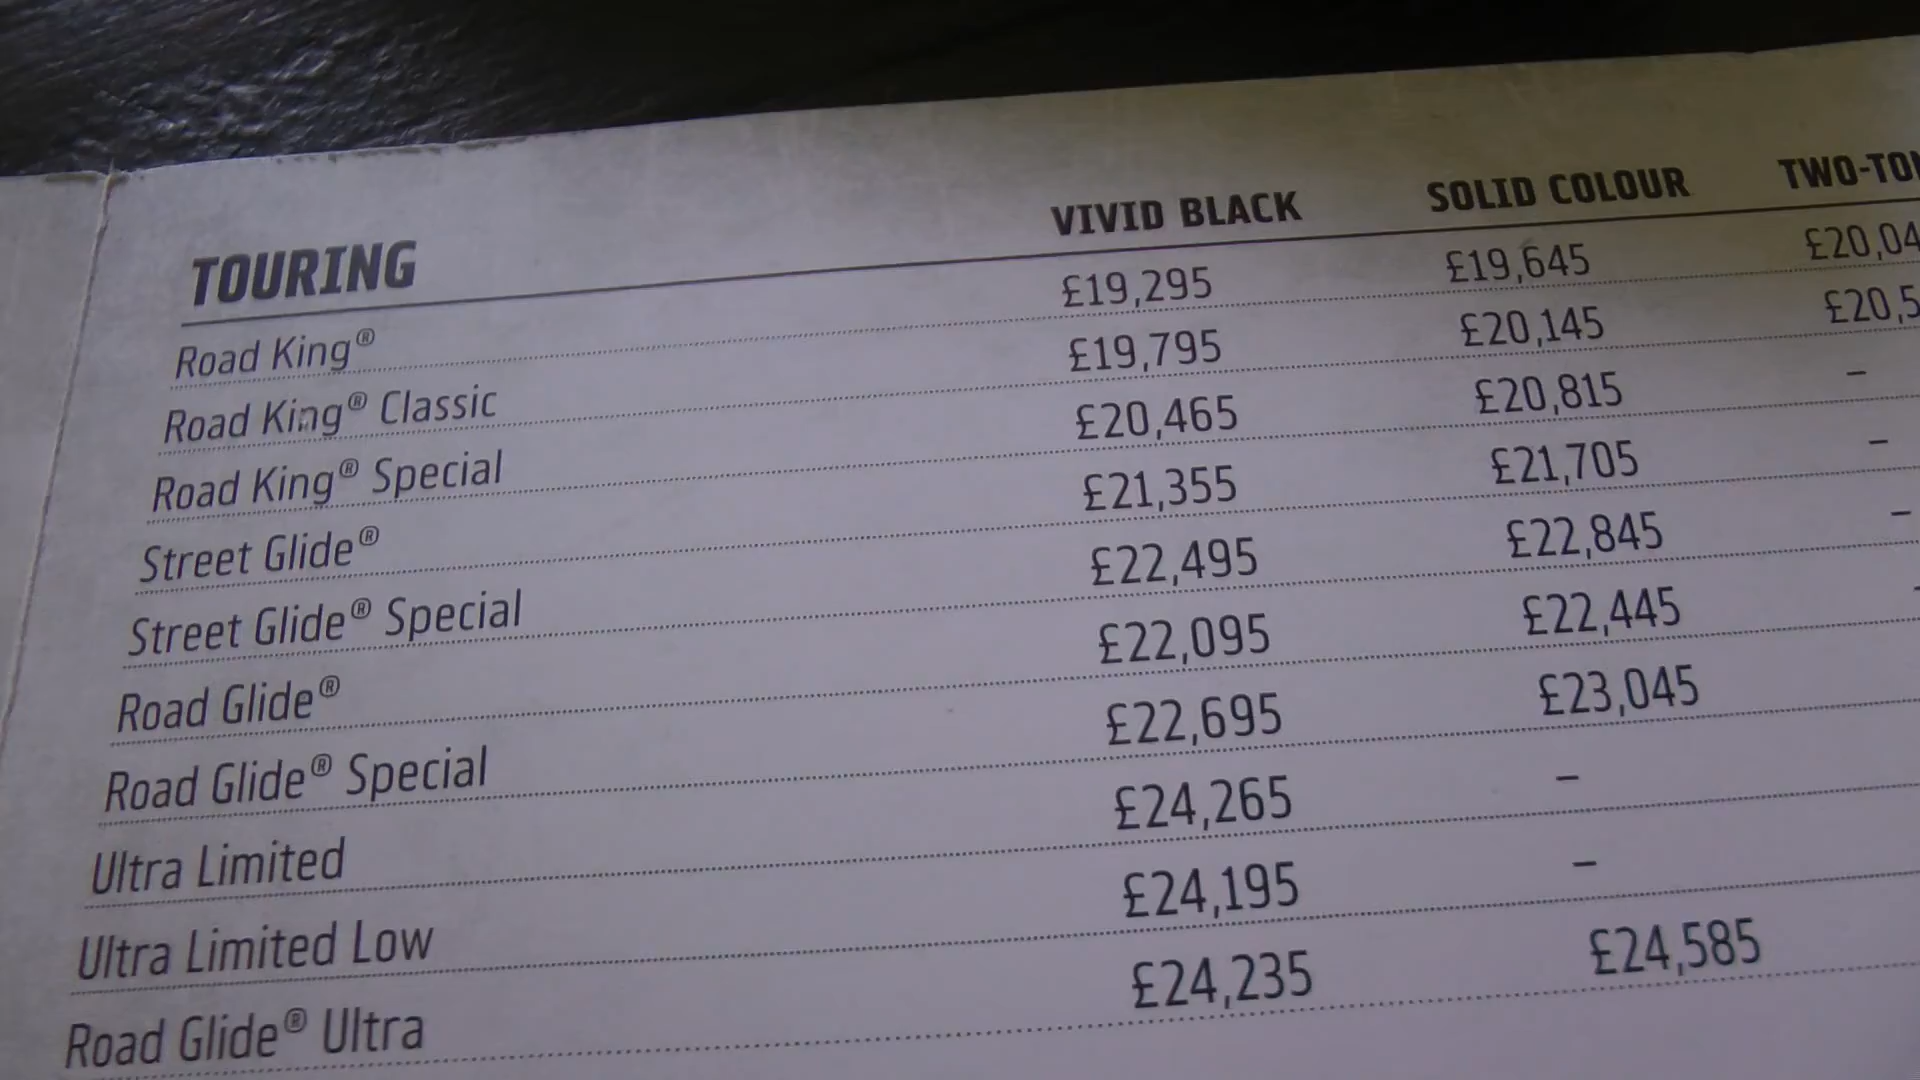 TOURING VIVID BLACK SOLID COLOUR
Road King® £19,295 £19,645
Road King® Classic £19,795 £20,145
Road King® Special £20,465 £20,815 –
Street Glide® £21,355 £21,705 –
Street Glide® Special £22,495 £22,845 –
Road Glide® £22,095 £22,445
Road Glide® Special £22,695 £23,045
Ultra Limited £24,265 –
Ultra Limited Low £24,195 –
Road Glide® Ultra £24,235 £24,585